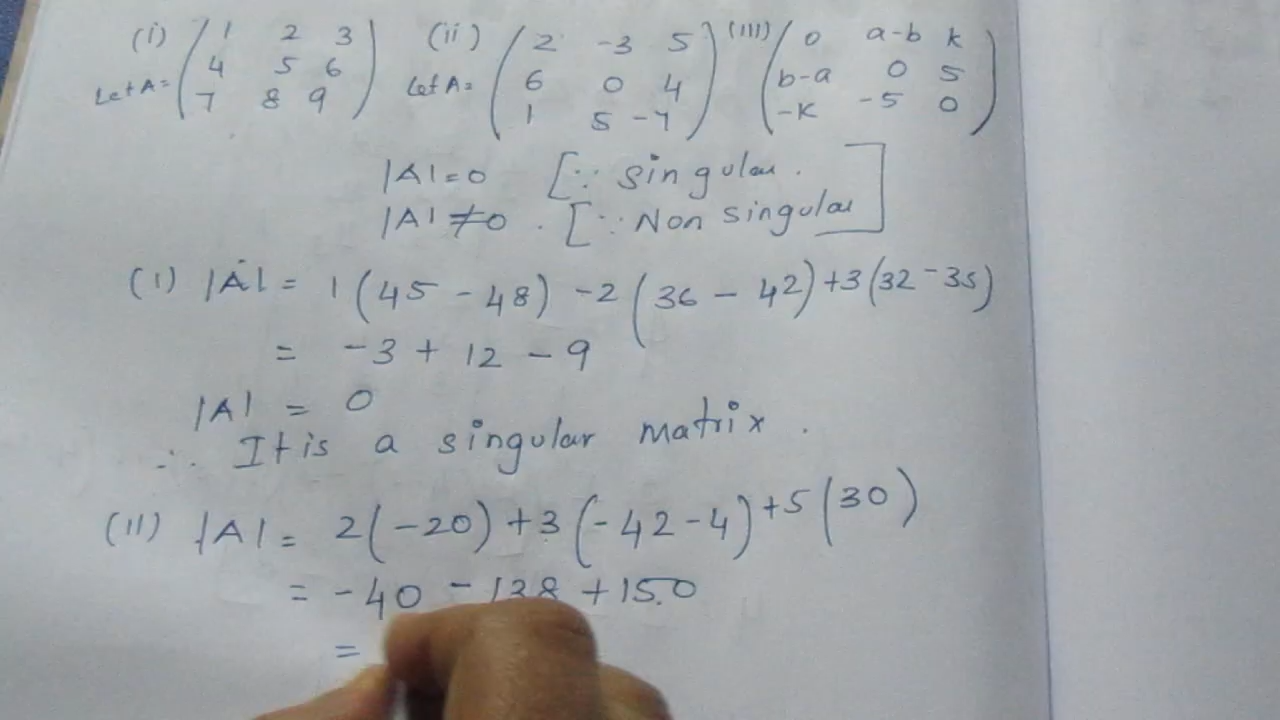 (i) ( 1 2 3 (ii) ( 2 -3 5 (III) ( 0 a-b k
Let A = 4 5 6 ) Let A = 6 0 4 ) b-a 0 5 )
7 8 9 1 5 -7 -K -5 0
|A| = 0 [∵ singular.
|A| ≠ 0 . [∵ Non singular ]
(I) |A| = 1(45 - 48) -2(36 - 42) +3(32 - 35)
= -3 + 12 - 9
|A| = 0
∴ It is a singular matrix.
(II) |A| = 2(-20) +3(-42-4) +5(30)
= -40 - 138 +150
=